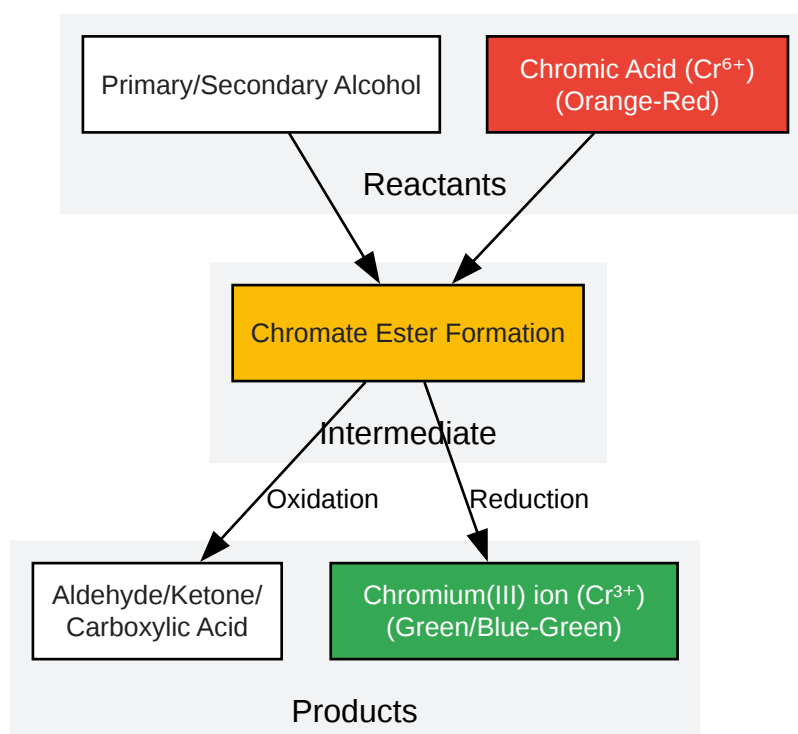 Primary/Secondary Alcohol
Chromic Acid (Cr⁶⁺)
(Orange-Red)
Reactants
Chromate Ester Formation
Intermediate
Oxidation
Reduction
Aldehyde/Ketone/
Carboxylic Acid
Chromium(III) ion (Cr³⁺)
(Green/Blue-Green)
Products